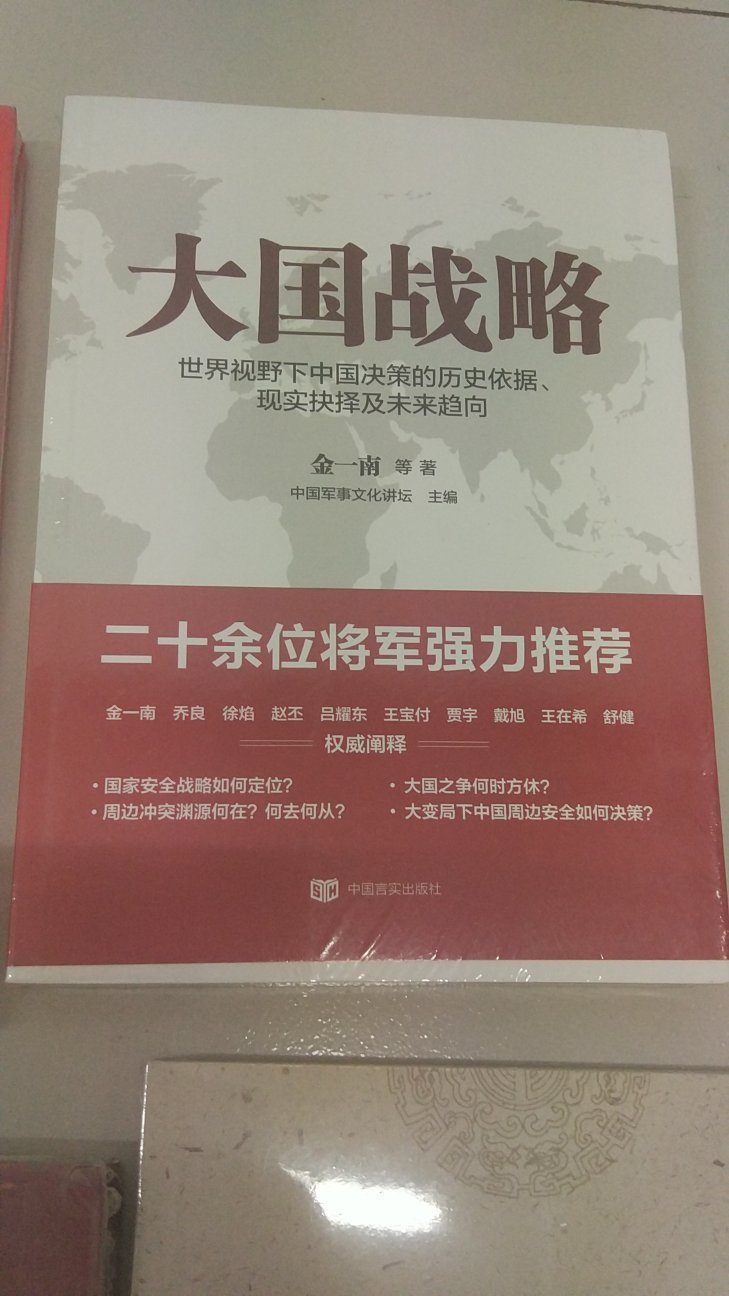 大国战略
世界视野下中国决策的历史依据、
现实抉择及未来趋向
金一南 等 著
中国军事文化讲坛 主编
二十余位将军强力推荐
金一南 乔良 徐焰 赵丕 吕耀东 王宝付 贾宇 戴旭 王在希 舒健
权威阐释
·国家安全战略如何定位？ ·大国之争何时方休？
·周边冲突渊源何在？何去何从？ ·大变局下中国周边安全如何决策？
SH 中国言实出版社